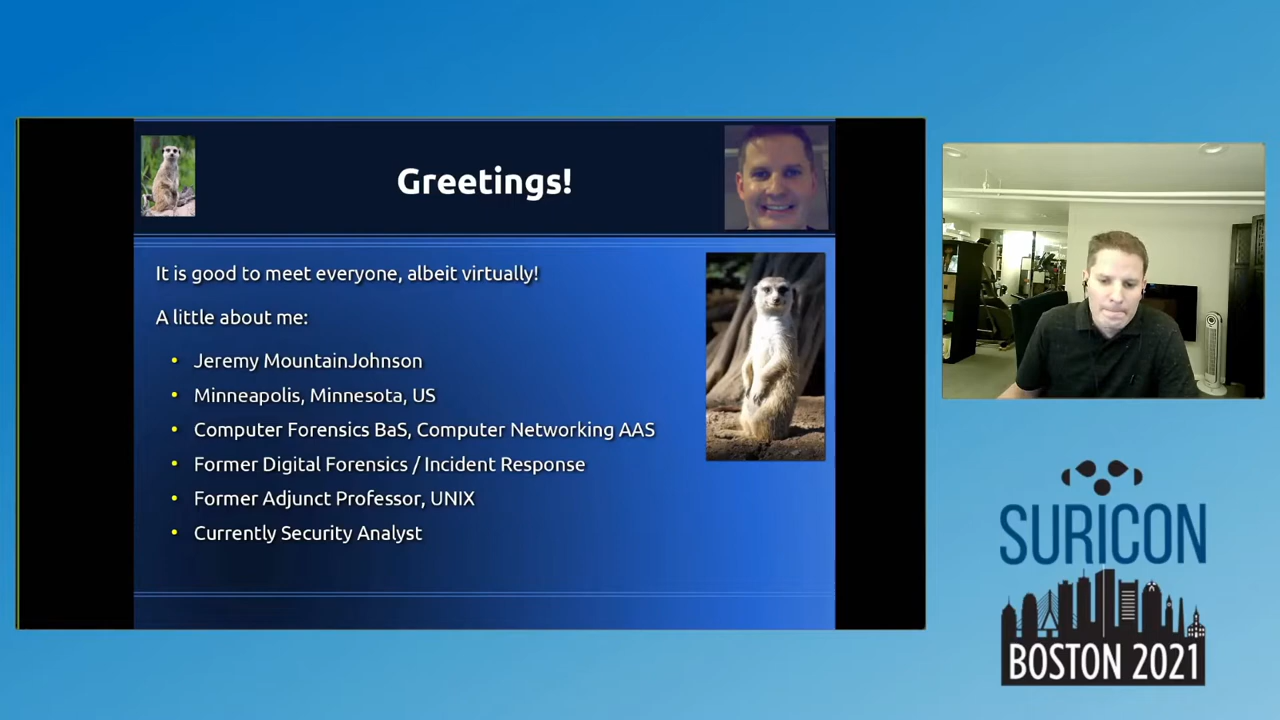 Greetings!
It is good to meet everyone, albeit virtually!
A little about me:
• Jeremy MountainJohnson
• Minneapolis, Minnesota, US
• Computer Forensics BaS, Computer Networking AAS
• Former Digital Forensics / Incident Response
• Former Adjunct Professor, UNIX
• Currently Security Analyst
SURICON
BOSTON 2021